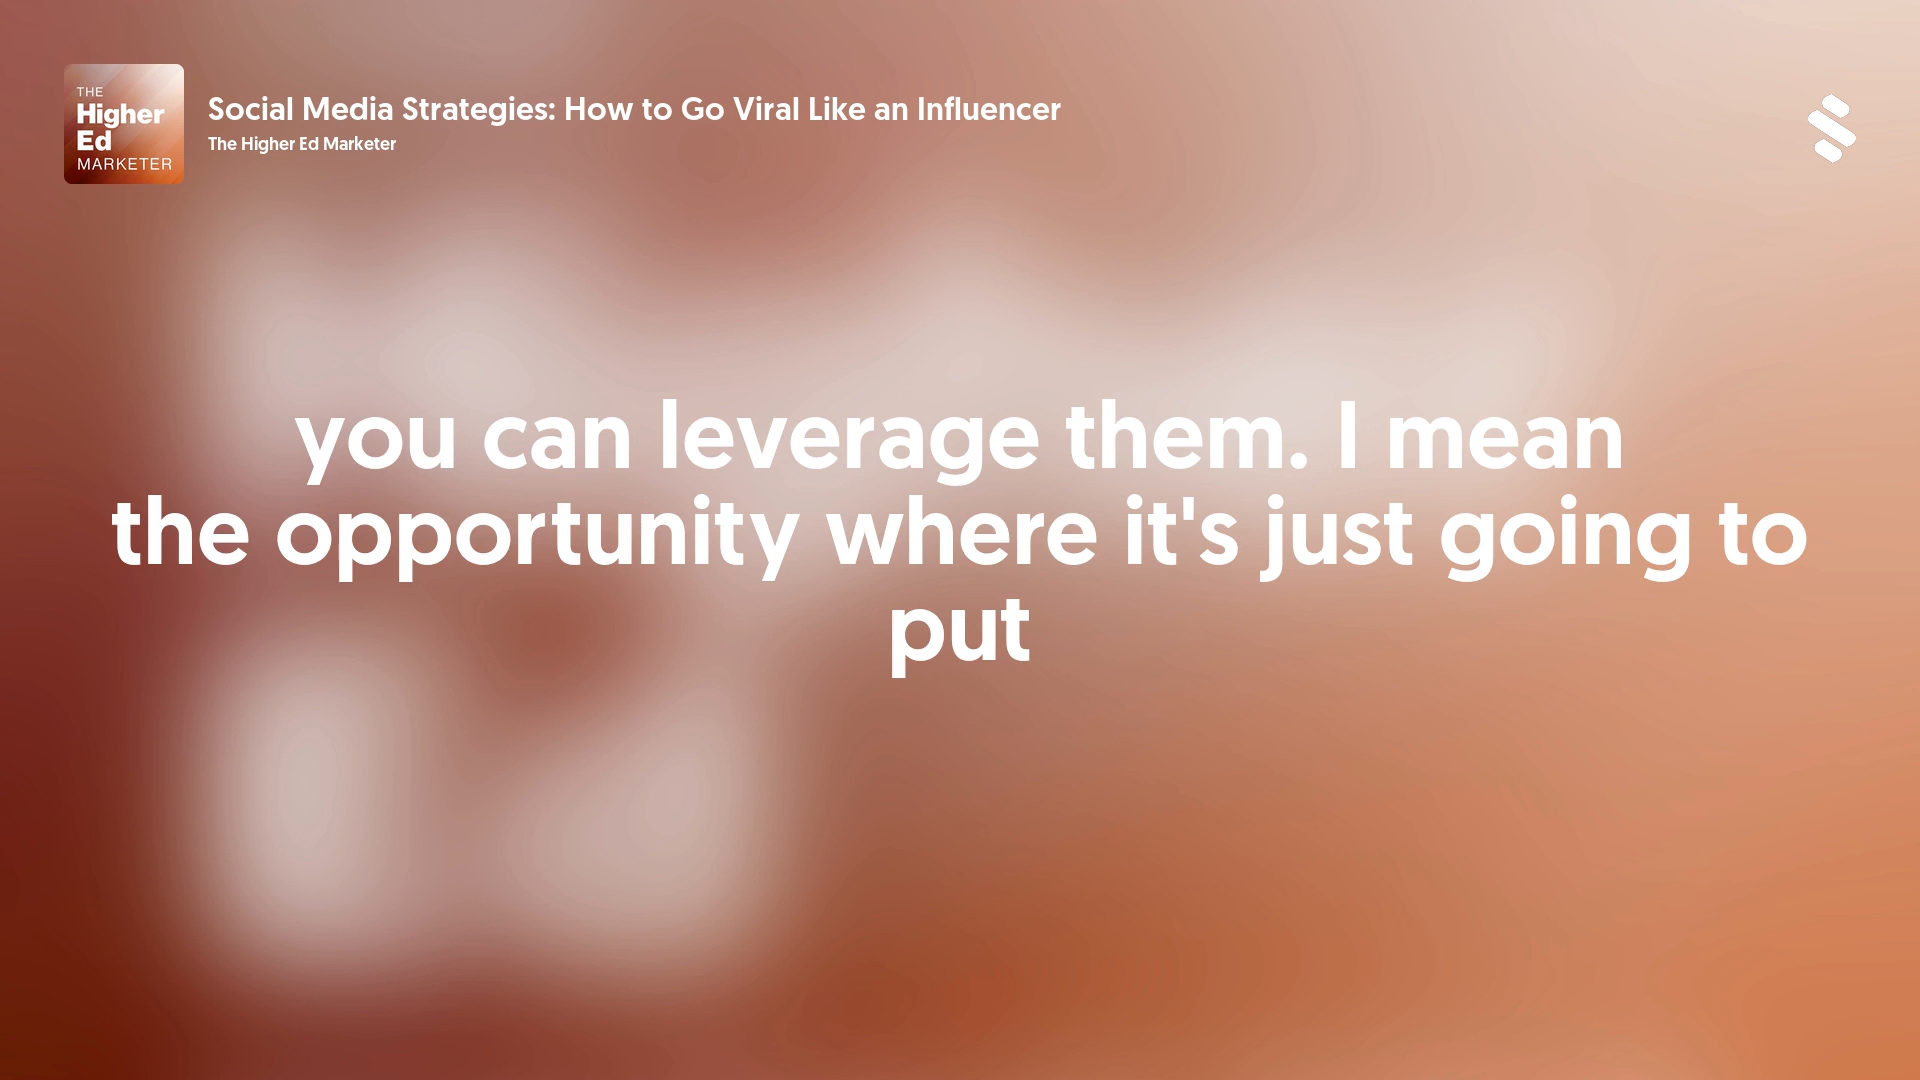 THE
Higher
Ed
MARKETER
Social Media Strategies: How to Go Viral Like an Influencer
The Higher Ed Marketer
you can leverage them. I mean
the opportunity where it's just going to
put